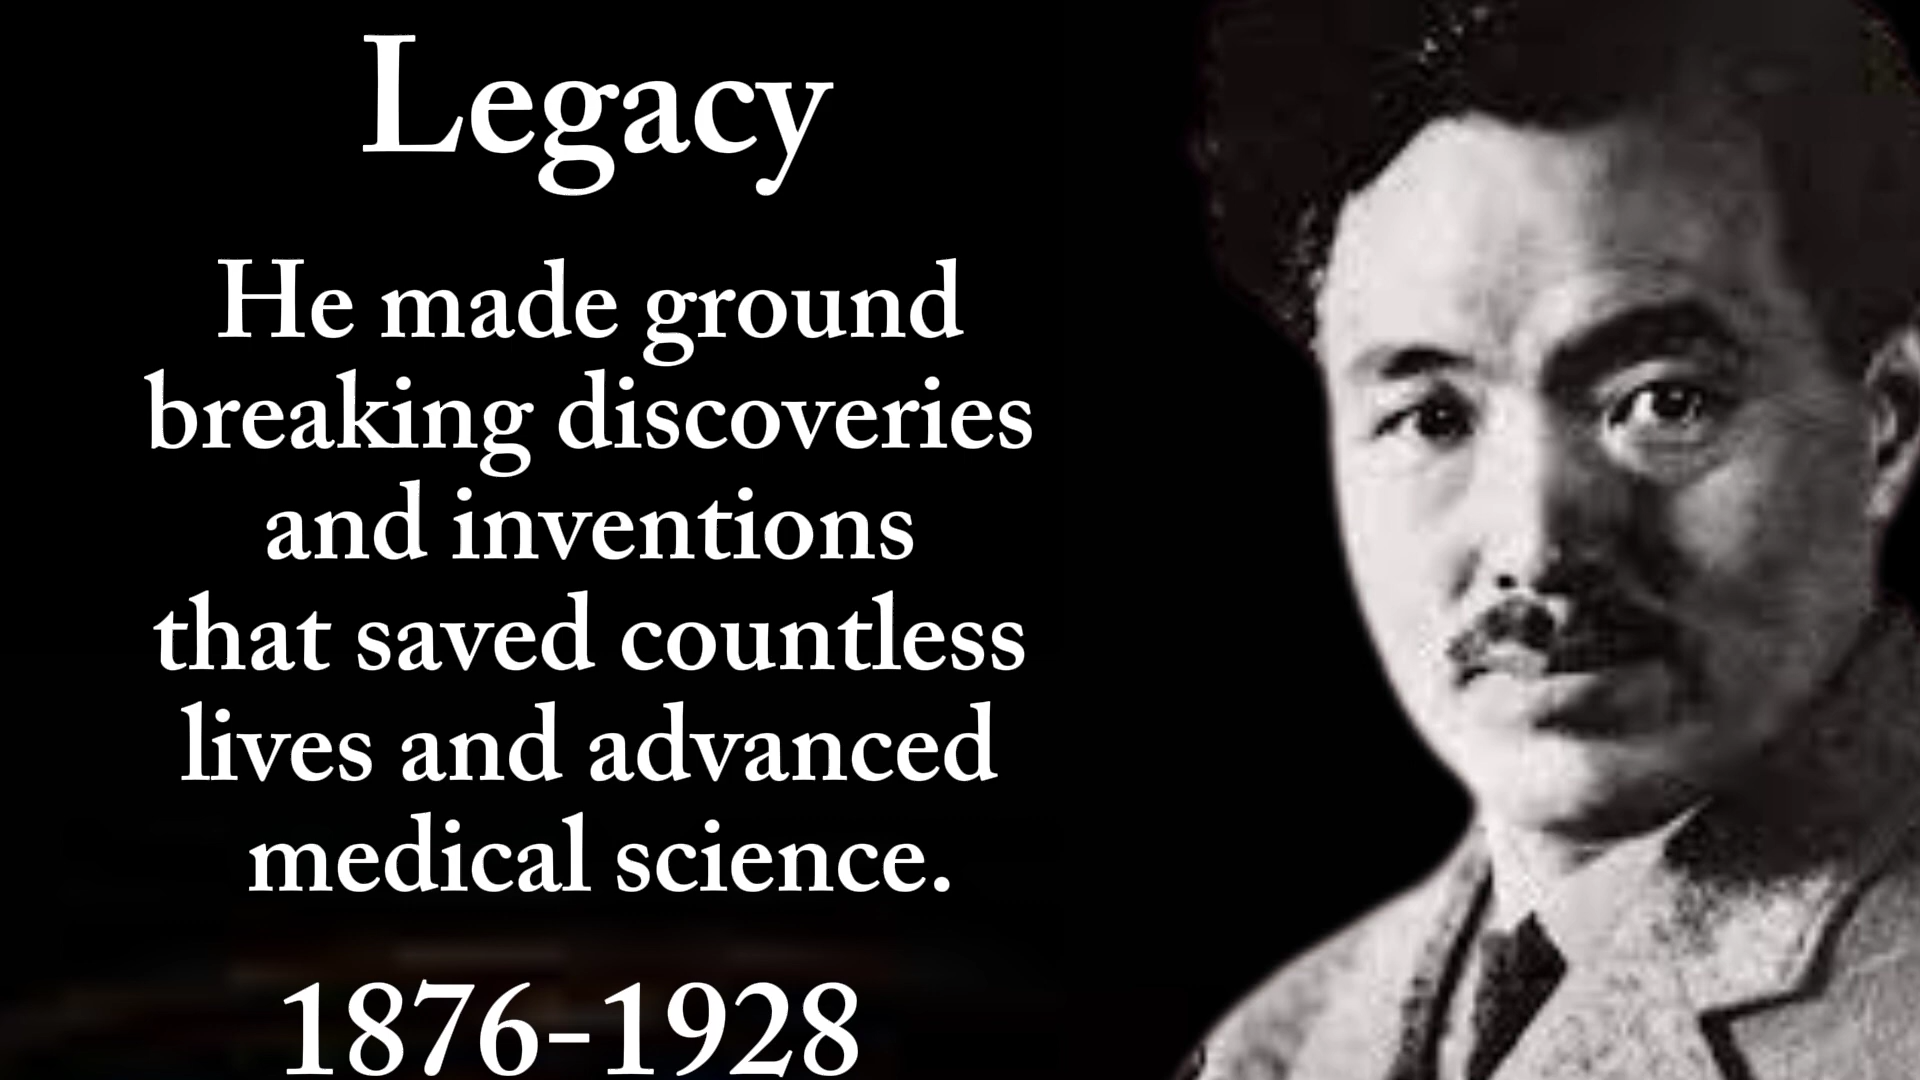 Legacy
He made ground
breaking discoveries
and inventions
that saved countless
lives and advanced
medical science.
1876-1928